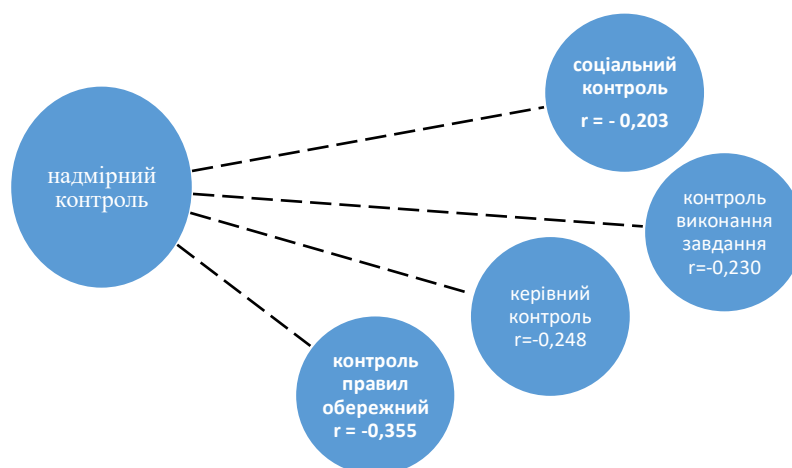 надмірний
контроль
соціальний
контроль
r = - 0,203
контроль
виконання
завдання
r=-0,230
керівний
контроль
r=-0,248
контроль
правил
обережний
r = -0,355